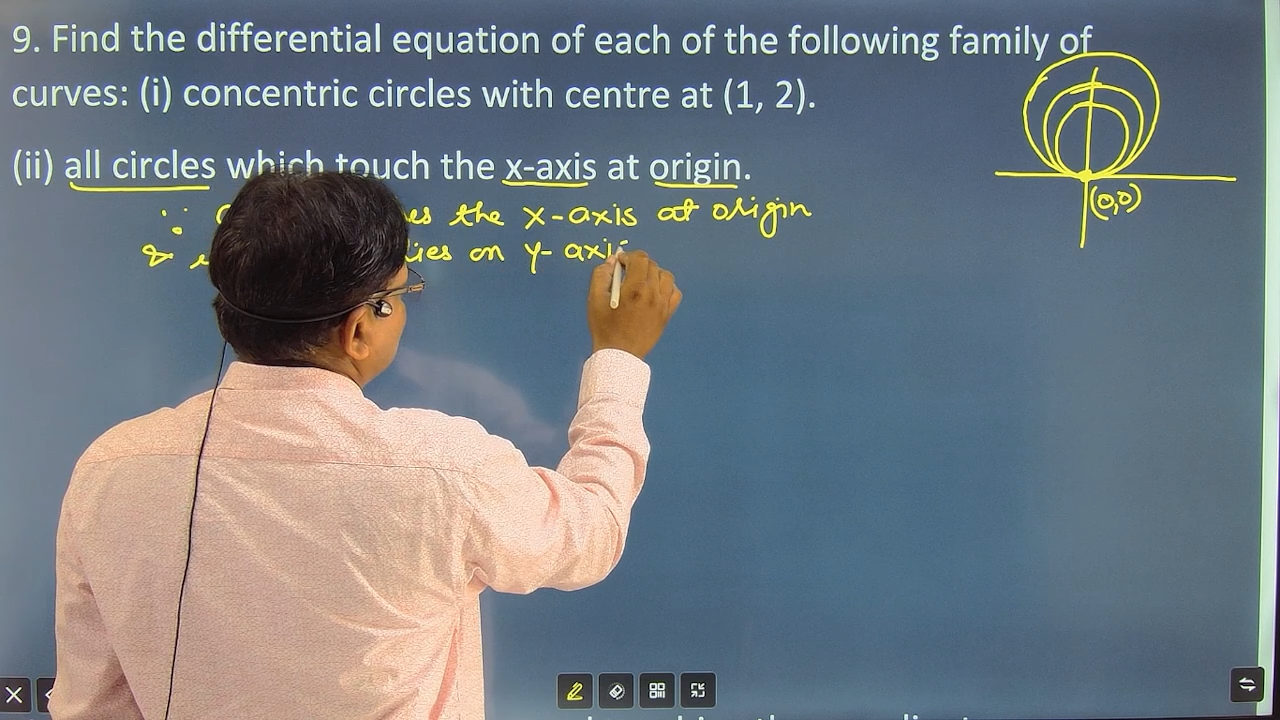 9. Find the differential equation of each of the following family of
curves: (i) concentric circles with centre at (1, 2).
(ii) all circles which touch the x-axis at origin.
∵ the x-axis at origin
& lies on y-axis
(0,0)